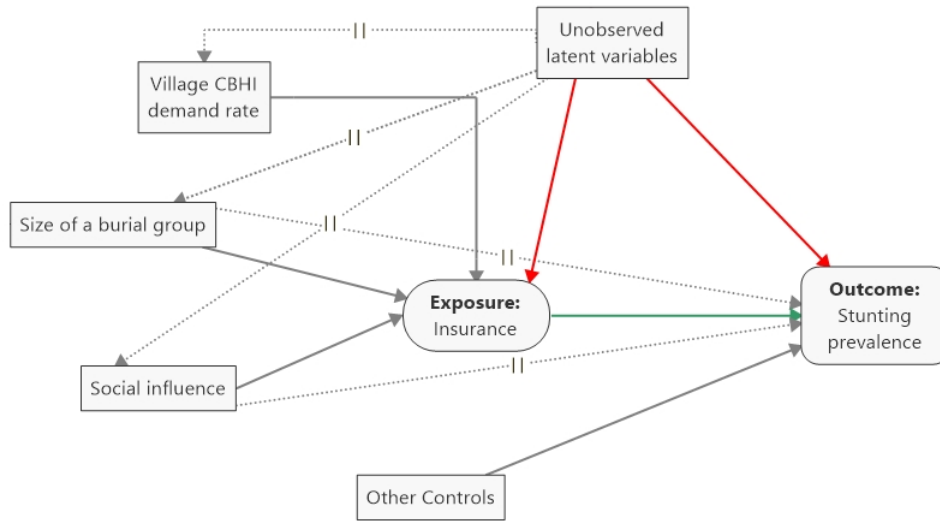 Unobserved
latent variables
Village CBHI
demand rate
Size of a burial group
Exposure:
Insurance
Outcome:
Stunting
prevalence
Social influence
Other Controls